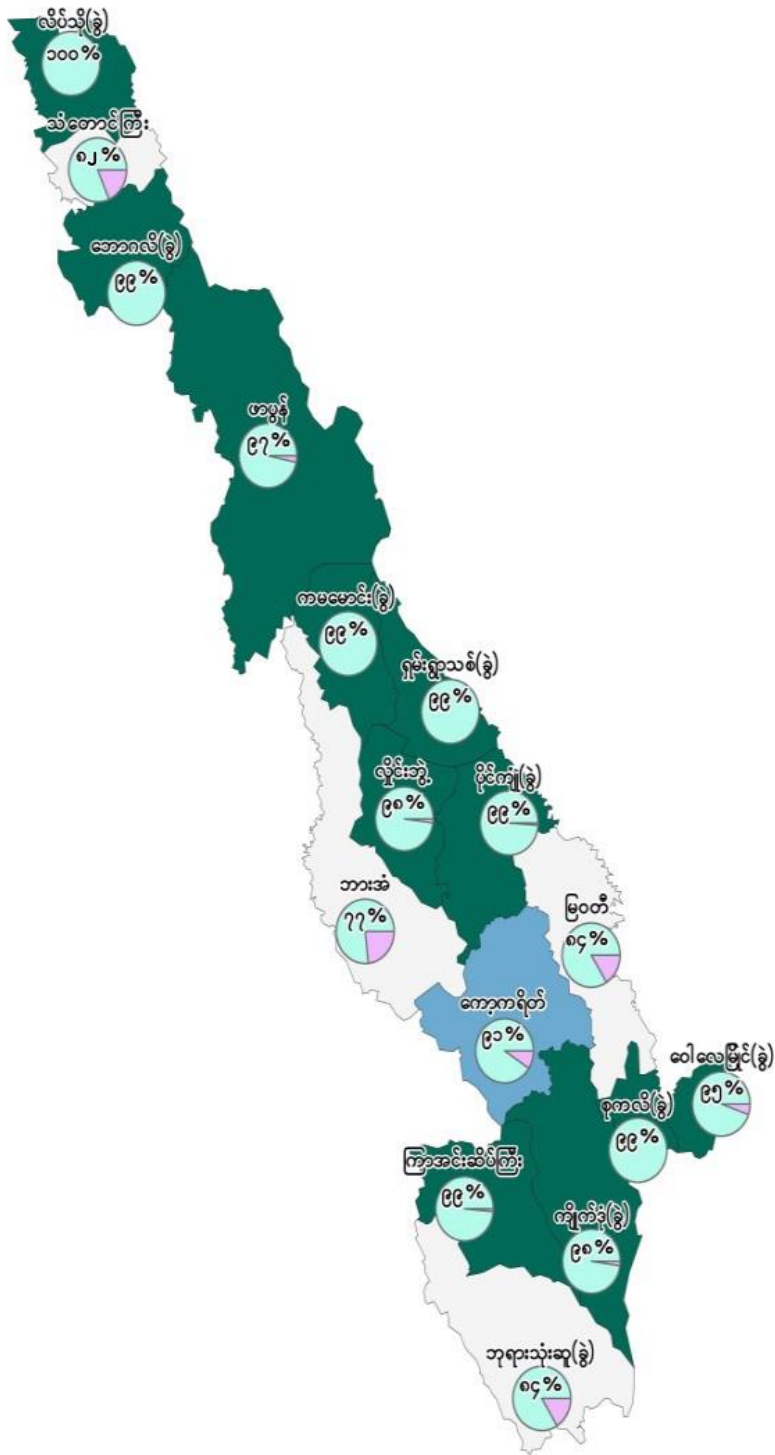 လိပ်သို(ခွဲ)
၁၀၀%
သံတောင်ကြီး
၈၂%
ဘောဂလိ(ခွဲ)
၉၉%
ဖာပွန်
၉၇%
ကမမောင်း(ခွဲ)
၉၉%
ရှမ်းရွာသစ်(ခွဲ)
၉၉%
လှိုင်းဘွဲ့
၉၈%
ပိုင်ကျုံ(ခွဲ)
၉၉%
ဘားအံ
၇၇%
မြဝတီ
၈၄%
ကော့ကရိတ်
၉၁%
ဝေါလေမြိုင်(ခွဲ)
၉၅%
စုကလိ(ခွဲ)
၉၉%
ကြာအင်းဆိပ်ကြီး
၉၉%
ကျိုက်ဒုံ(ခွဲ)
၉၈%
ဘုရားသုံးဆူ(ခွဲ)
၈၄%